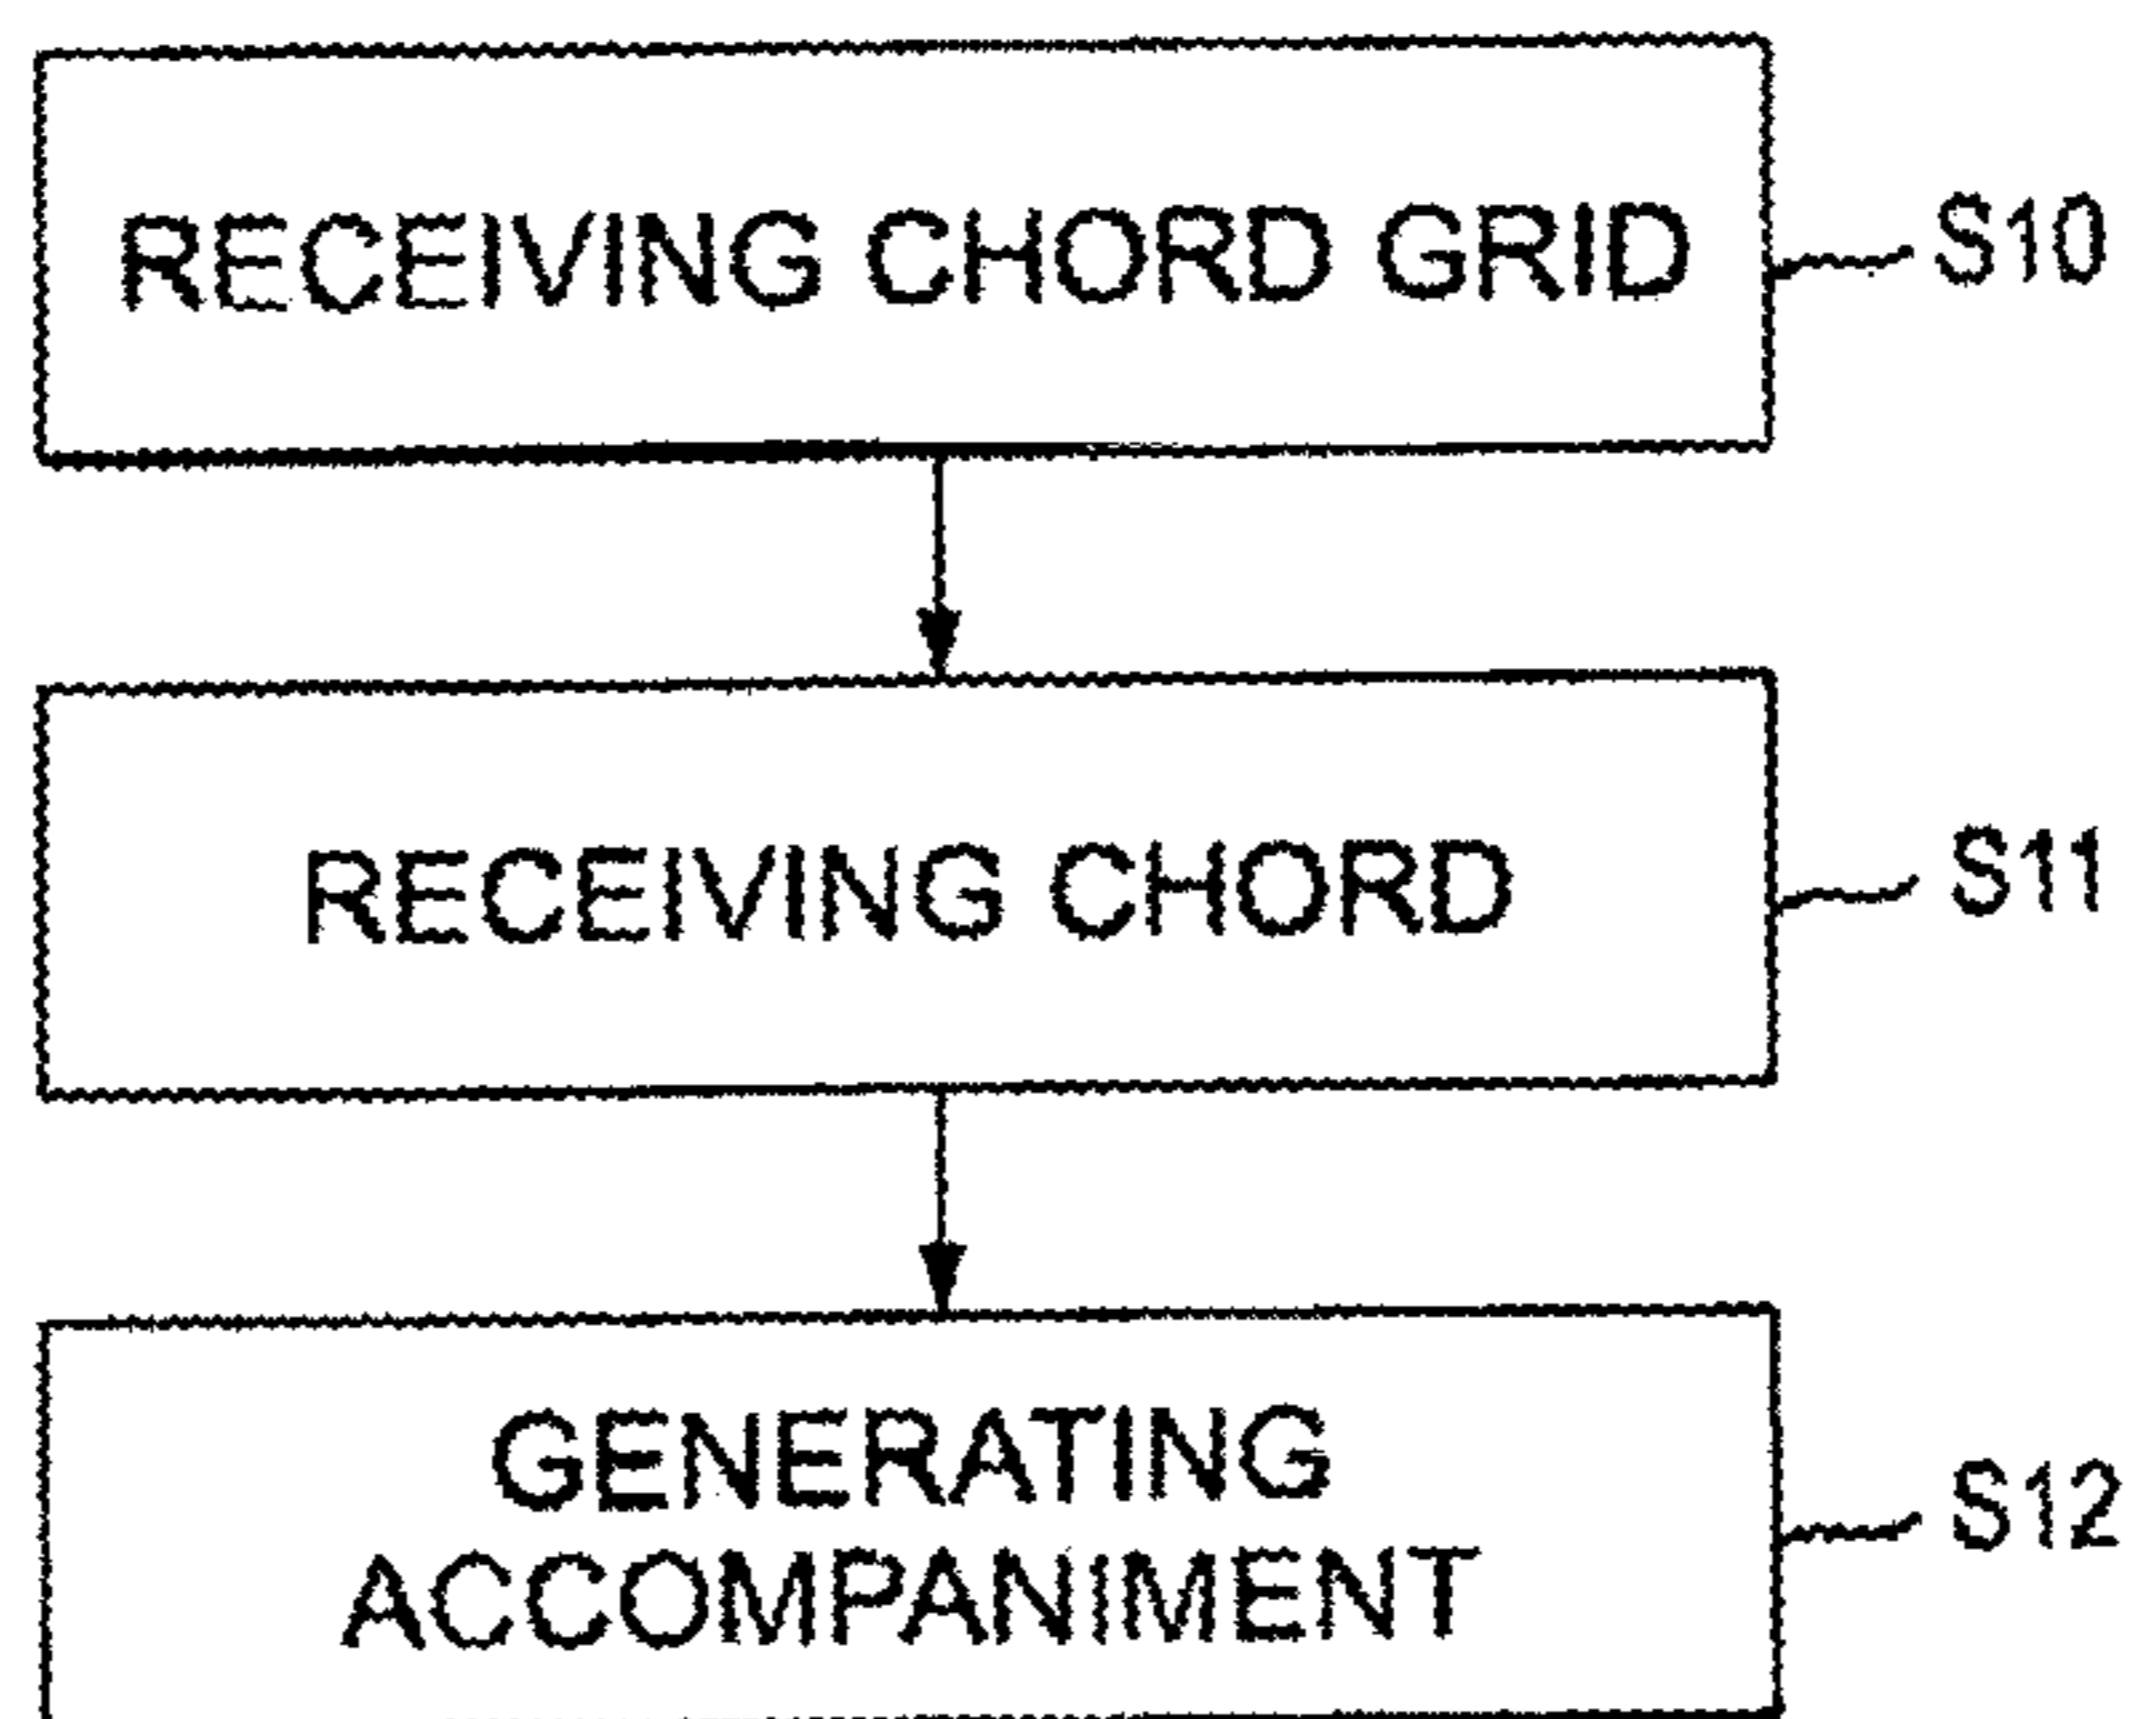 RECEIVING CHORD GRID
S10
RECEIVING CHORD
S11
GENERATING
ACCOMPANIMENT
S12